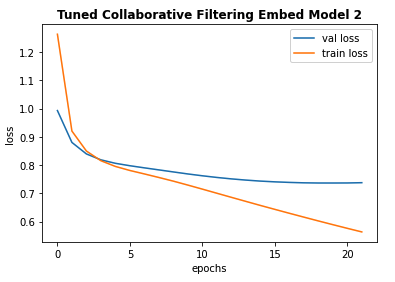 Tuned Collaborative Filtering Embed Model 2
val loss
train loss
loss
1.2
1.1
1.0
0.9
0.8
0.7
0.6
0 5 10 15 20
epochs